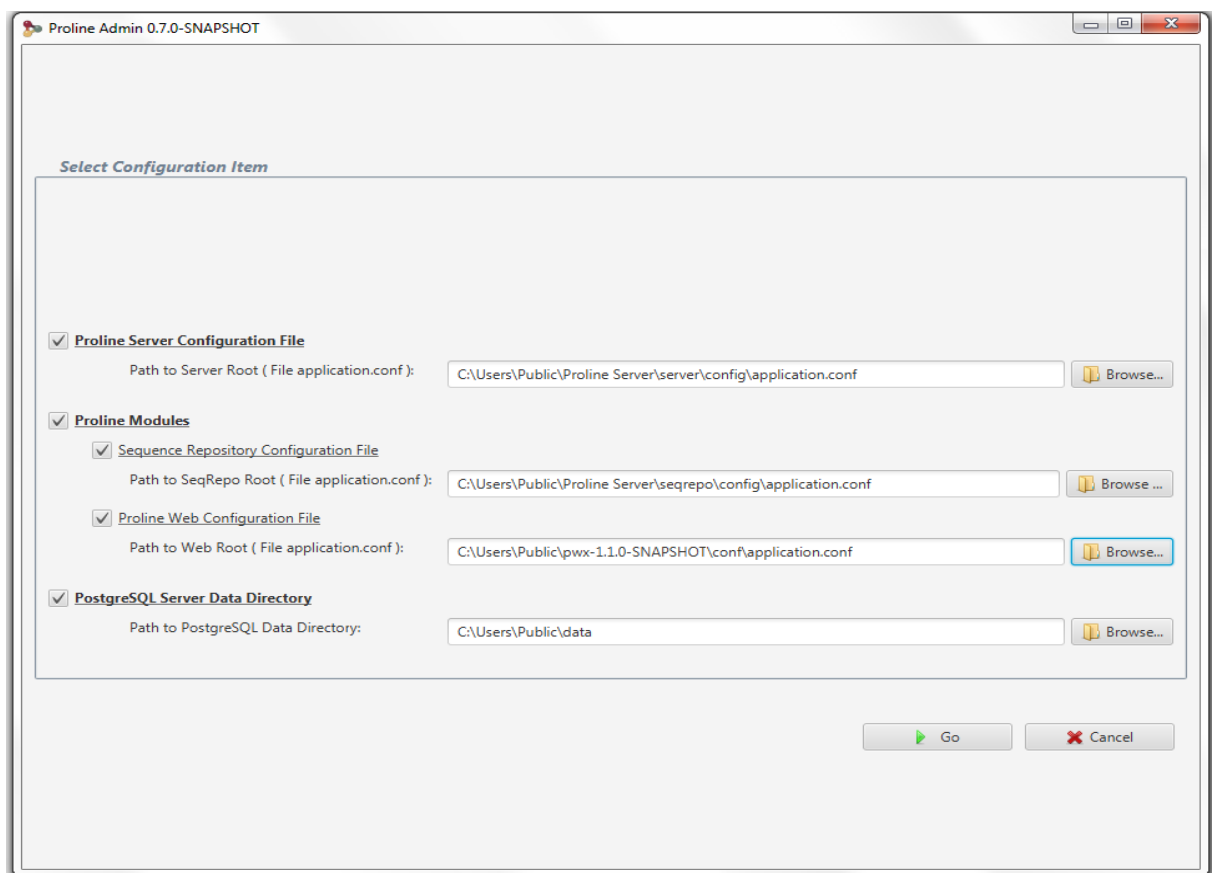 Proline Admin 0.7.0-SNAPSHOT
Select Configuration Item
Proline Server Configuration File
Path to Server Root ( File application.conf ): C:\Users\Public\Proline Server\server\config\application.conf Browse...
Proline Modules
Sequence Repository Configuration File
Path to SeqRepo Root ( File application.conf ): C:\Users\Public\Proline Server\seqrepo\config\application.conf Browse ...
Proline Web Configuration File
Path to Web Root ( File application.conf ): C:\Users\Public\pwx-1.1.0-SNAPSHOT\conf\application.conf Browse...
PostgreSQL Server Data Directory
Path to PostgreSQL Data Directory: C:\Users\Public\data Browse...
Go Cancel